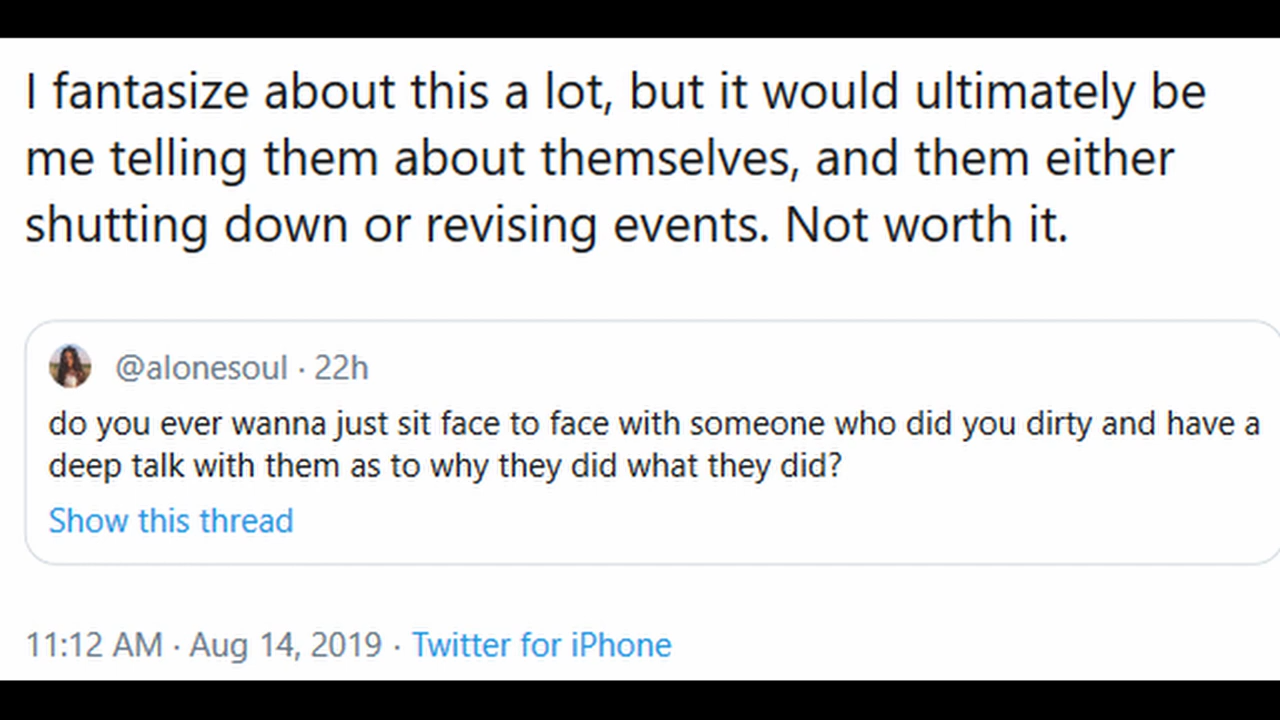 I fantasize about this a lot, but it would ultimately be
me telling them about themselves, and them either
shutting down or revising events. Not worth it.
@alonesoul · 22h
do you ever wanna just sit face to face with someone who did you dirty and have a
deep talk with them as to why they did what they did?
Show this thread
11:12 AM · Aug 14, 2019 · Twitter for iPhone